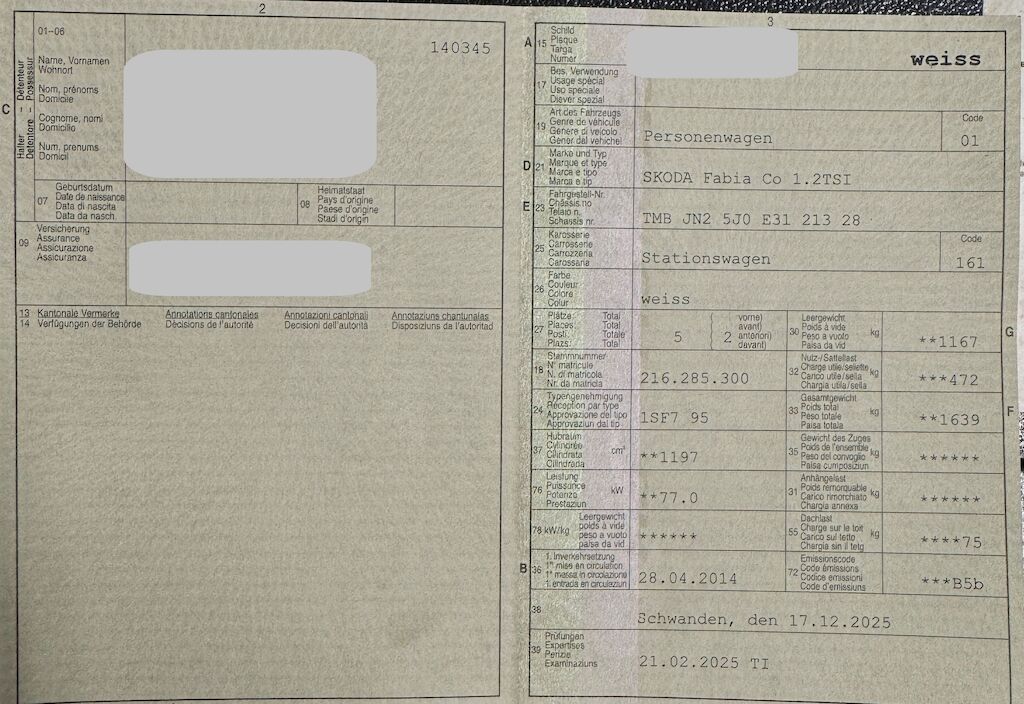 2
01–06
140345
Détenteur
Possessur
Halter
Detentore
C
Name, Vornamen
Wohnort
Nom, prénoms
Domicile
Cognome, nomi
Domicilio
Num, prenums
Domicil
07
Geburtsdatum
Date de naissance
Data di nascita
Data da nasch.
08
Heimatstaat
Pays d'origine
Paese d'origine
Stadi d'origin
09
Versicherung
Assurance
Assicurazione
Assicuranza
13 Kantonale Vermerke
Annotations cantonales
Annotazioni cantonali
Annotaziuns chantunalas
14 Verfügungen der Behörde
Décisions de l'autorité
Decisioni dell'autorità
Disposiziuns da l'autoritad
3
A 15
Schild
Plaque
Targa
Numer
weiss
17
Bes. Verwendung
Usage spécial
Uso speciale
Diever spezial
19
Art des Fahrzeugs
Genre de véhicule
Genere di veicolo
Gener dal vehichel
Personenwagen
Code
01
D 21
Marke und Typ
Marque et type
Marca e tipo
Marca e tip
SKODA Fabia Co 1.2TSI
E 23
Fahrgestell-Nr.
Châssis no
Telaio n.
Schassis nr.
TMB JN2 5J0 E31 213 28
25
Karosserie
Carrosserie
Carrozzeria
Carossaria
Stationswagen
Code
161
26
Farbe
Couleur
Colore
Colur
weiss
27
Plätze: Total
Places: Total
Posti: Totale
Plazs: Total
5
2
vorne)
avant)
anteriori)
davant)
30
Leergewicht
Poids à vide
Peso a vuoto
Paisa da vid
kg
**1167
G
18
Stammnummer
N° matricule
N. di matricola
Nr. da matricla
216.285.300
32
Nutz-/Sattellast
Charge utile/sellette
Carico utile/sella
Chargia utila/sella
kg
***472
24
Typengenehmigung
Réception par type
Approvazione del tipo
Approvaziun dal tip
1SF7 95
33
Gesamtgewicht
Poids total
Peso totale
Paisa totala
kg
**1639
F
37
Hubraum
Cylindrée
Cilindrata
Cilindrada
cm³
**1197
35
Gewicht des Zuges
Poids de l'ensemble
Peso del convoglio
Paisa cumposiziun
kg
******
76
Leistung
Puissance
Potenza
Prestaziun
kW
**77.0
31
Anhängelast
Poids remorquable
Carico rimorchiato
Chargia annexa
kg
******
78 kW/kg
Leergewicht
poids à vide
peso a vuoto
paisa da vid
******
55
Dachlast
Charge sur le toit
Carico sul tetto
Chargia sin il tetg
kg
****75
B 36
1. Inverkehrsetzung
1re mise en circulation
1a messa in circolazione
1. entrada en circulaziun
28.04.2014
72
Emissionscode
Code émissions
Codice emissioni
Code d'emissiuns
***B5b
38
Schwanden, den 17.12.2025
39
Prüfungen
Expertises
Perizie
Examinaziuns
21.02.2025 TI